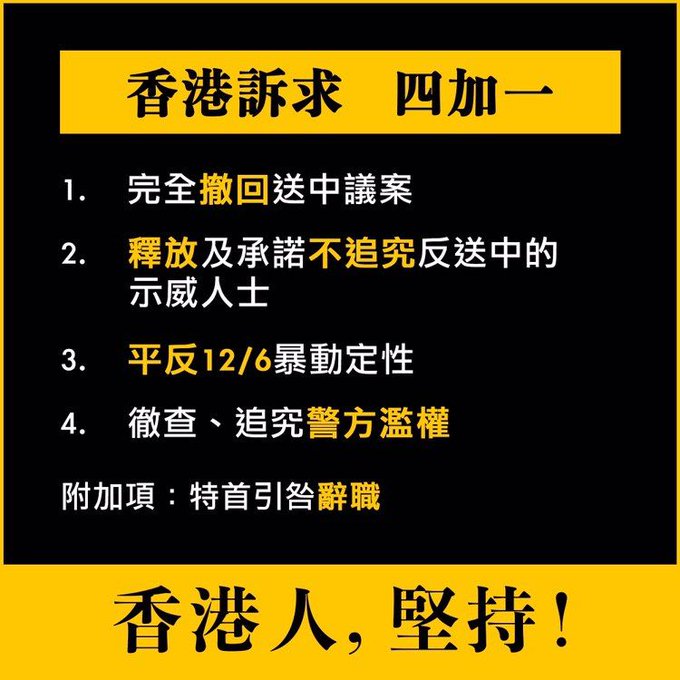 香港訴求　四加一
1. 完全撤回送中議案
2. 釋放及承諾不追究反送中的
示威人士
3. 平反12/6暴動定性
4. 徹查、追究警方濫權
附加項：特首引咎辭職
香港人，堅持！